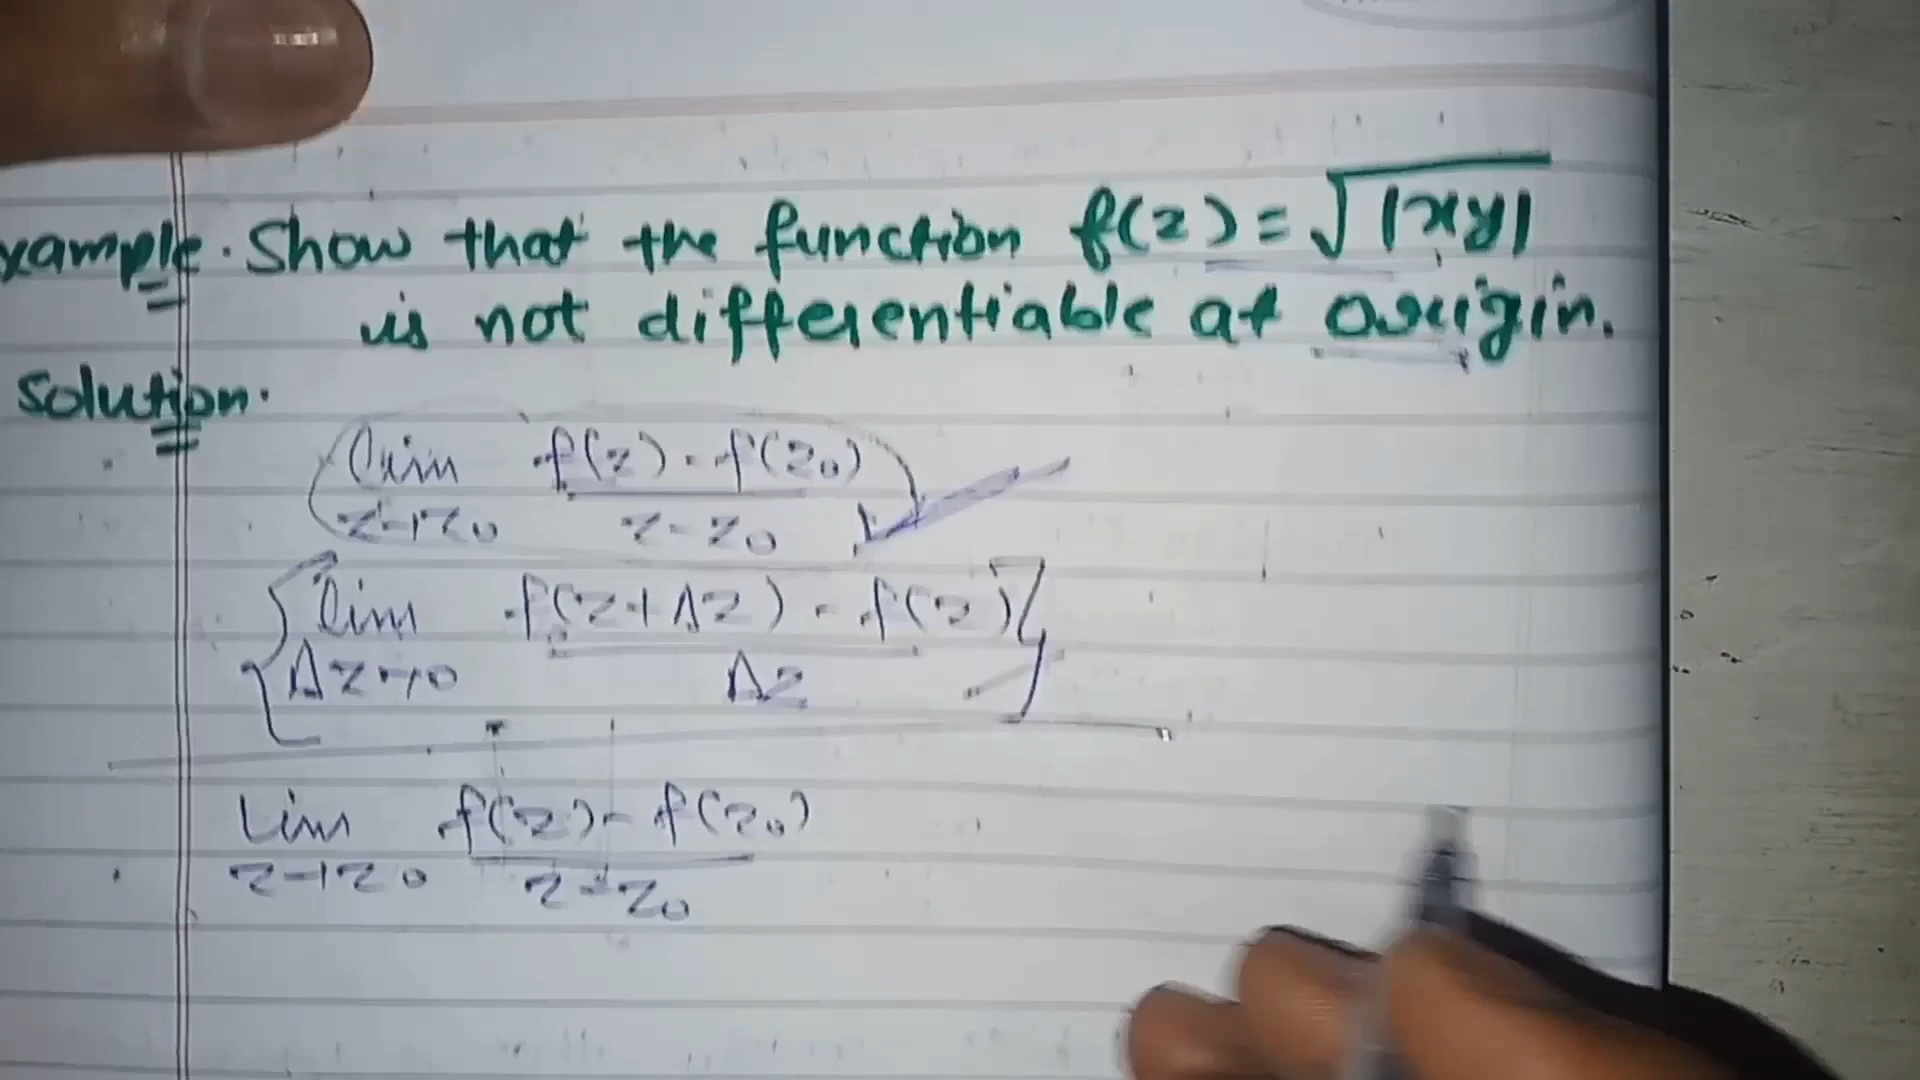 xample. Show that the function f(z) = √|xy|
is not differentiable at origin.
Solution.
lim f(z) - f(z0)
z→z0 z - z0
lim f(z+Δz) - f(z)
Δz→0 Δz
Lim f(z) - f(z0)
z→z0 z - z0